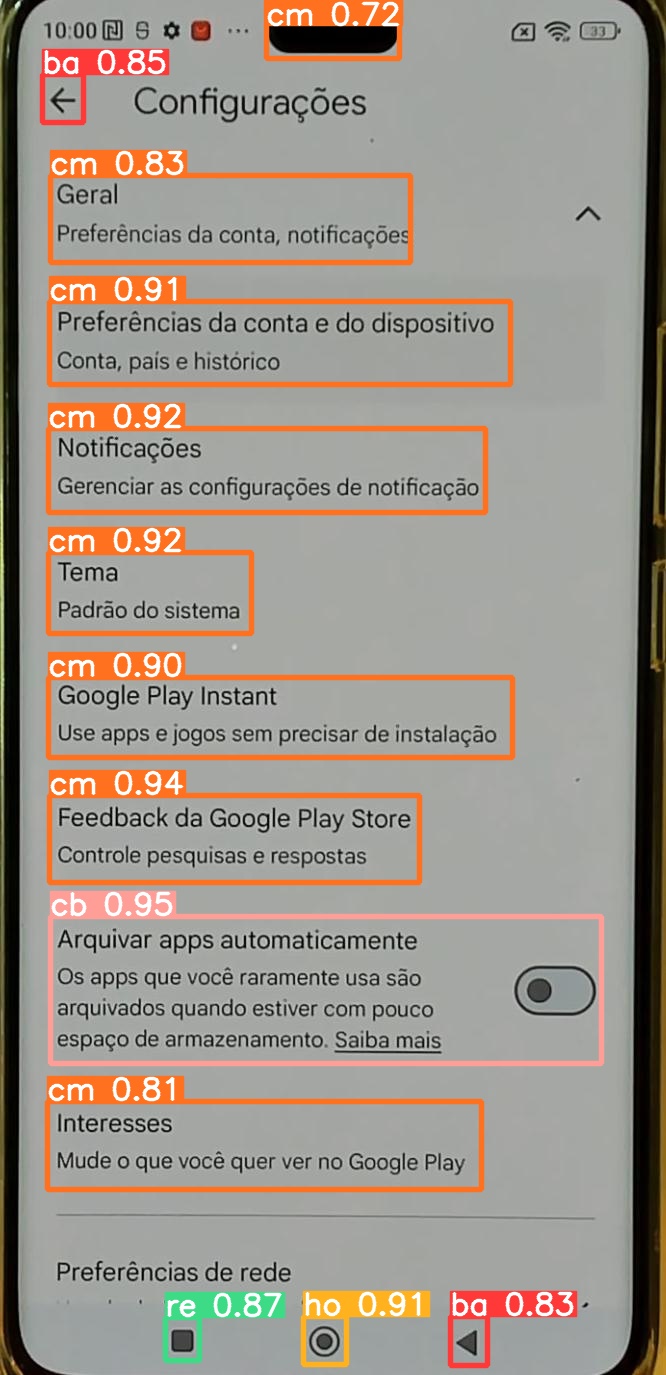 cm 0.72
10:00
33
ba 0.85
Configurações
cm 0.83
Geral
Preferências da conta, notificações
cm 0.91
Preferências da conta e do dispositivo
Conta, país e histórico
cm 0.92
Notificações
Gerenciar as configurações de notificação
cm 0.92
Tema
Padrão do sistema
cm 0.90
Google Play Instant
Use apps e jogos sem precisar de instalação
cm 0.94
Feedback da Google Play Store
Controle pesquisas e respostas
cb 0.95
Arquivar apps automaticamente
Os apps que você raramente usa são
arquivados quando estiver com pouco
espaço de armazenamento. Saiba mais
cm 0.81
Interesses
Mude o que você quer ver no Google Play
Preferências de rede
re 0.87 ho 0.91 ba 0.83